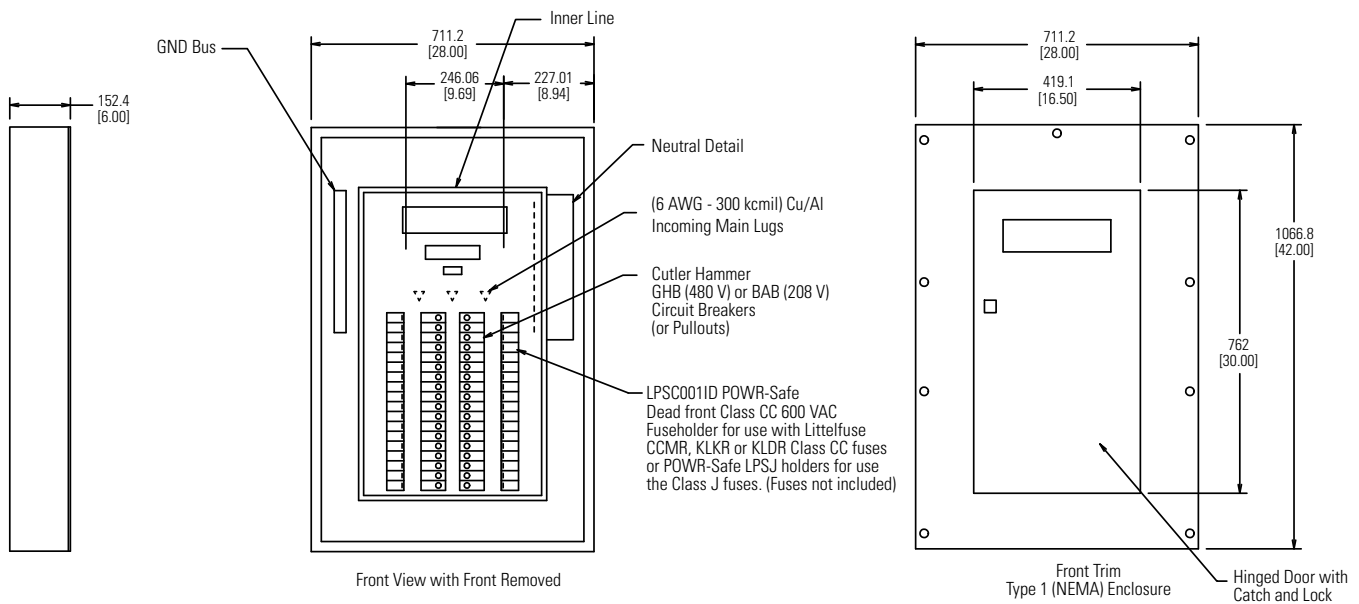 152.4
[6.00]
GND Bus
711.2
[28.00]
Inner Line
246.06
[9.69]
227.01
[8.94]
Neutral Detail
(6 AWG - 300 kcmil) Cu/Al
Incoming Main Lugs
Cutler Hammer
GHB (480 V) or BAB (208 V)
Circuit Breakers
(or Pullouts)
LPSC001ID POWR-Safe
Dead front Class CC 600 VAC
Fuseholder for use with Littelfuse
CCMR, KLKR or KLDR Class CC fuses
or POWR-Safe LPSJ holders for use
the Class J fuses. (Fuses not included)
Front View with Front Removed
711.2
[28.00]
419.1
[16.50]
1066.8
[42.00]
762
[30.00]
Front Trim
Type 1 (NEMA) Enclosure
Hinged Door with
Catch and Lock